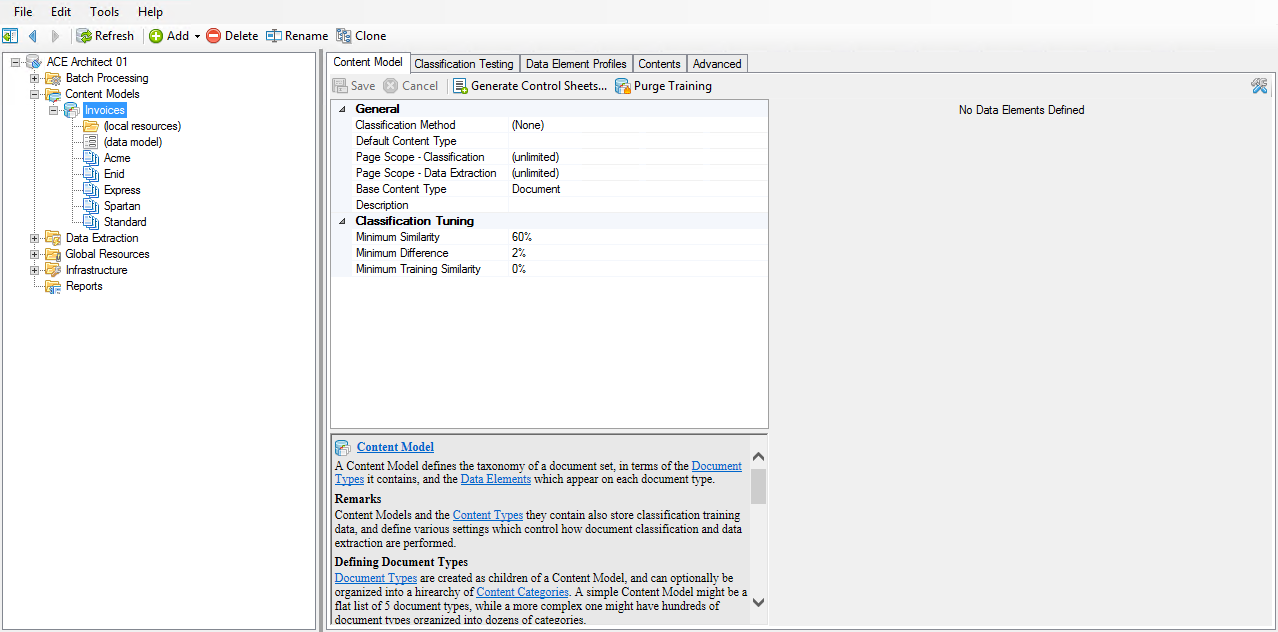 File Edit Tools Help
Refresh Add Delete Rename Clone
ACE Architect 01
Batch Processing
Content Models
Invoices
(local resources)
(data model)
Acme
Enid
Express
Spartan
Standard
Data Extraction
Global Resources
Infrastructure
Reports
Content Model Classification Testing Data Element Profiles Contents Advanced
Save Cancel Generate Control Sheets... Purge Training
General
Classification Method (None)
Default Content Type
Page Scope - Classification (unlimited)
Page Scope - Data Extraction (unlimited)
Base Content Type Document
Description
Classification Tuning
Minimum Similarity 60%
Minimum Difference 2%
Minimum Training Similarity 0%
Content Model
A Content Model defines the taxonomy of a document set, in terms of the Document
Types it contains, and the Data Elements which appear on each document type.
Remarks
Content Models and the Content Types they contain also store classification training
data, and define various settings which control how document classification and data
extraction are performed.
Defining Document Types
Document Types are created as children of a Content Model, and can optionally be
organized into a hirearchy of Content Categories. A simple Content Model might be a
flat list of 5 document types, while a more complex one might have hundreds of
document types organized into dozens of categories.
No Data Elements Defined